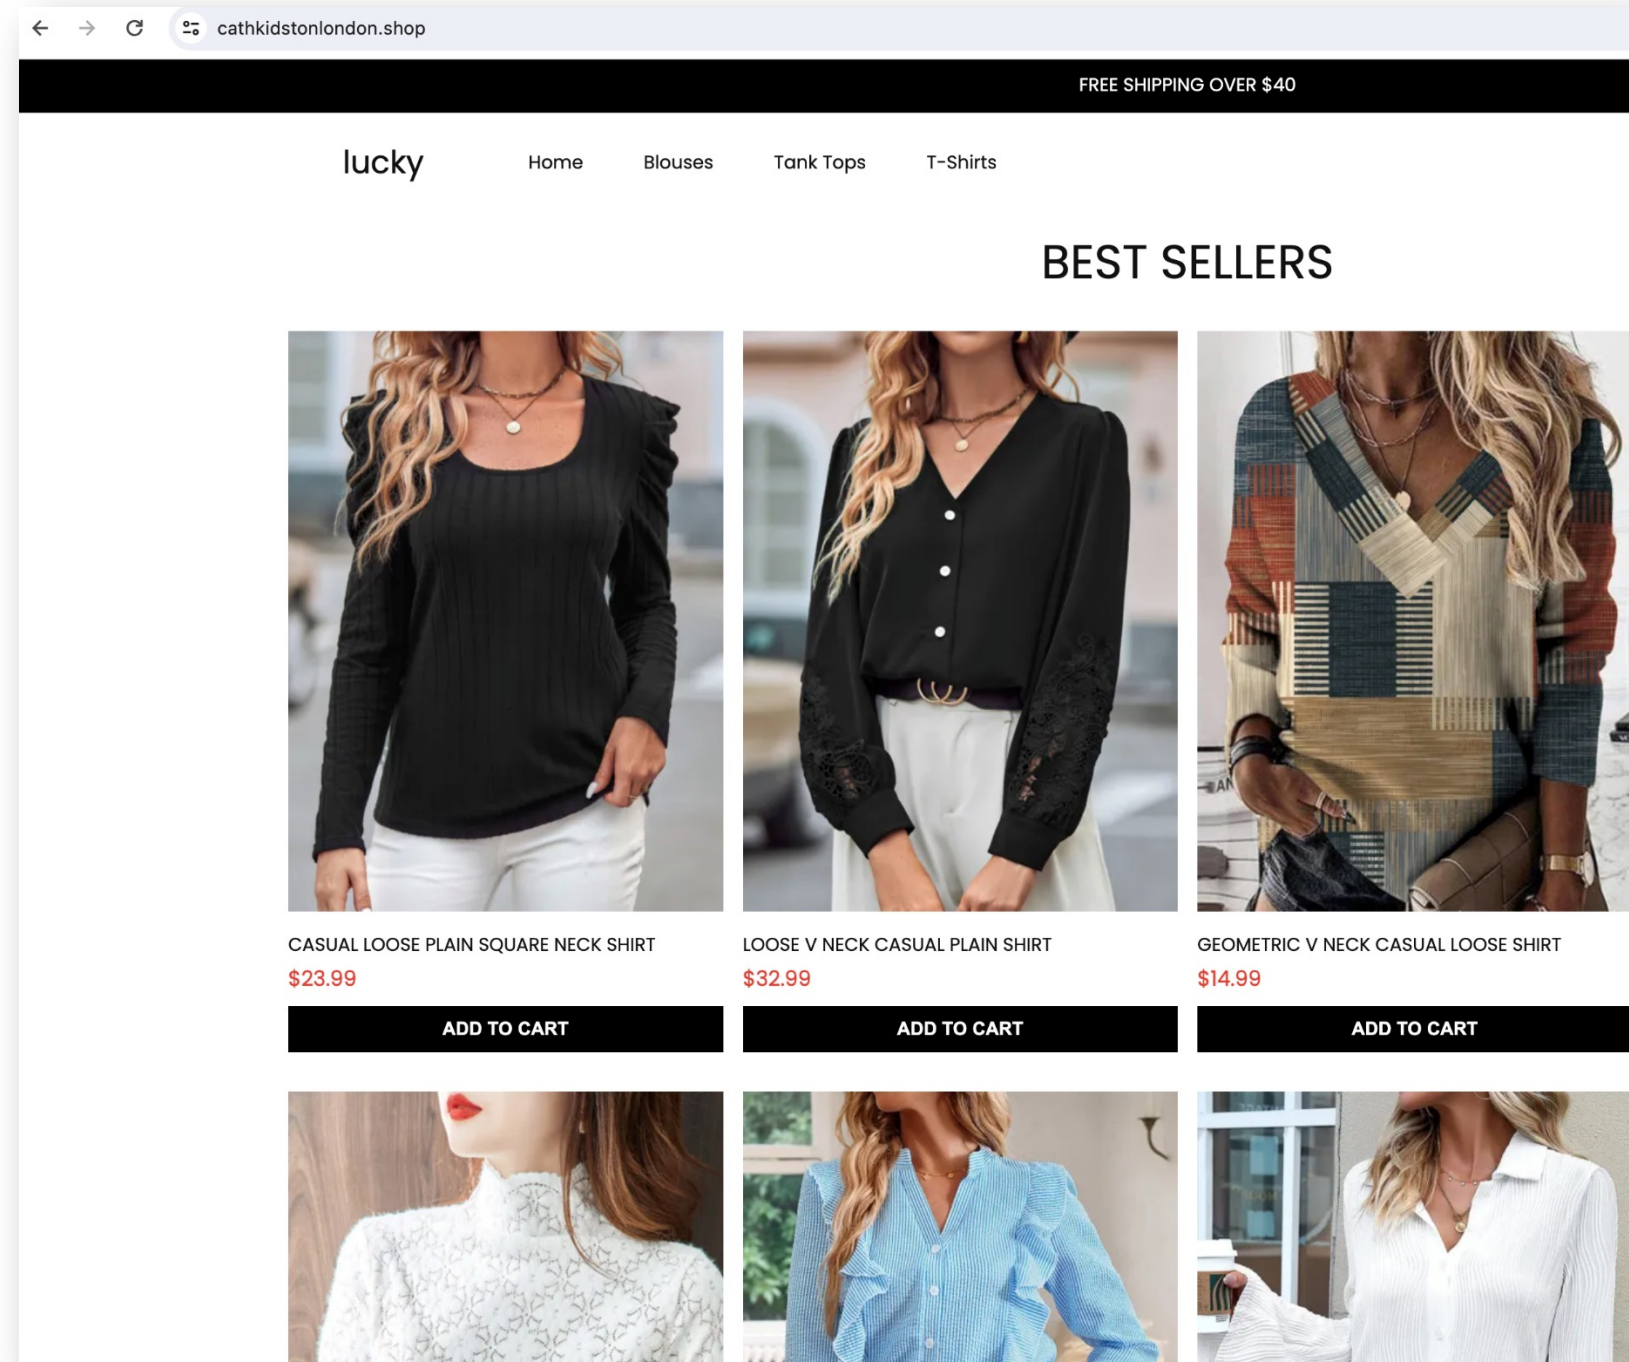 cathkidstonlondon.shop
FREE SHIPPING OVER $40
lucky Home Blouses Tank Tops T-Shirts
BEST SELLERS
CASUAL LOOSE PLAIN SQUARE NECK SHIRT
$23.99
ADD TO CART
LOOSE V NECK CASUAL PLAIN SHIRT
$32.99
ADD TO CART
GEOMETRIC V NECK CASUAL LOOSE SHIRT
$14.99
ADD TO CART